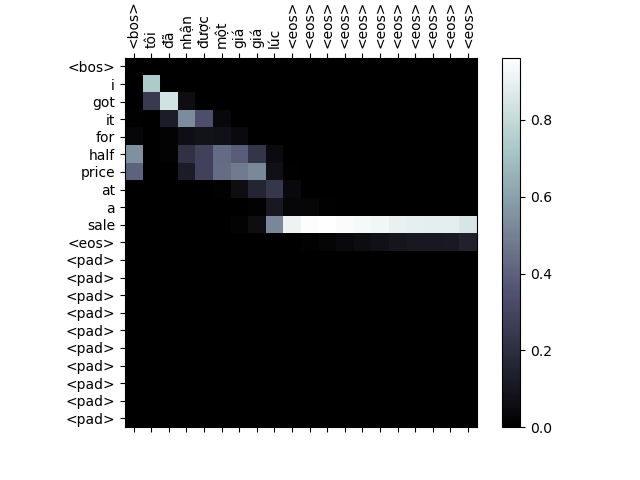 <bos> tôi đã nhận được một giá giá lúc <eos> <eos> <eos> <eos> <eos> <eos> <eos> <eos> <eos> <eos> <eos>
<bos>
i
got
it
for
half
price
at
a
sale
<eos>
<pad>
<pad>
<pad>
<pad>
<pad>
<pad>
<pad>
<pad>
<pad>
0.8
0.6
0.4
0.2
0.0